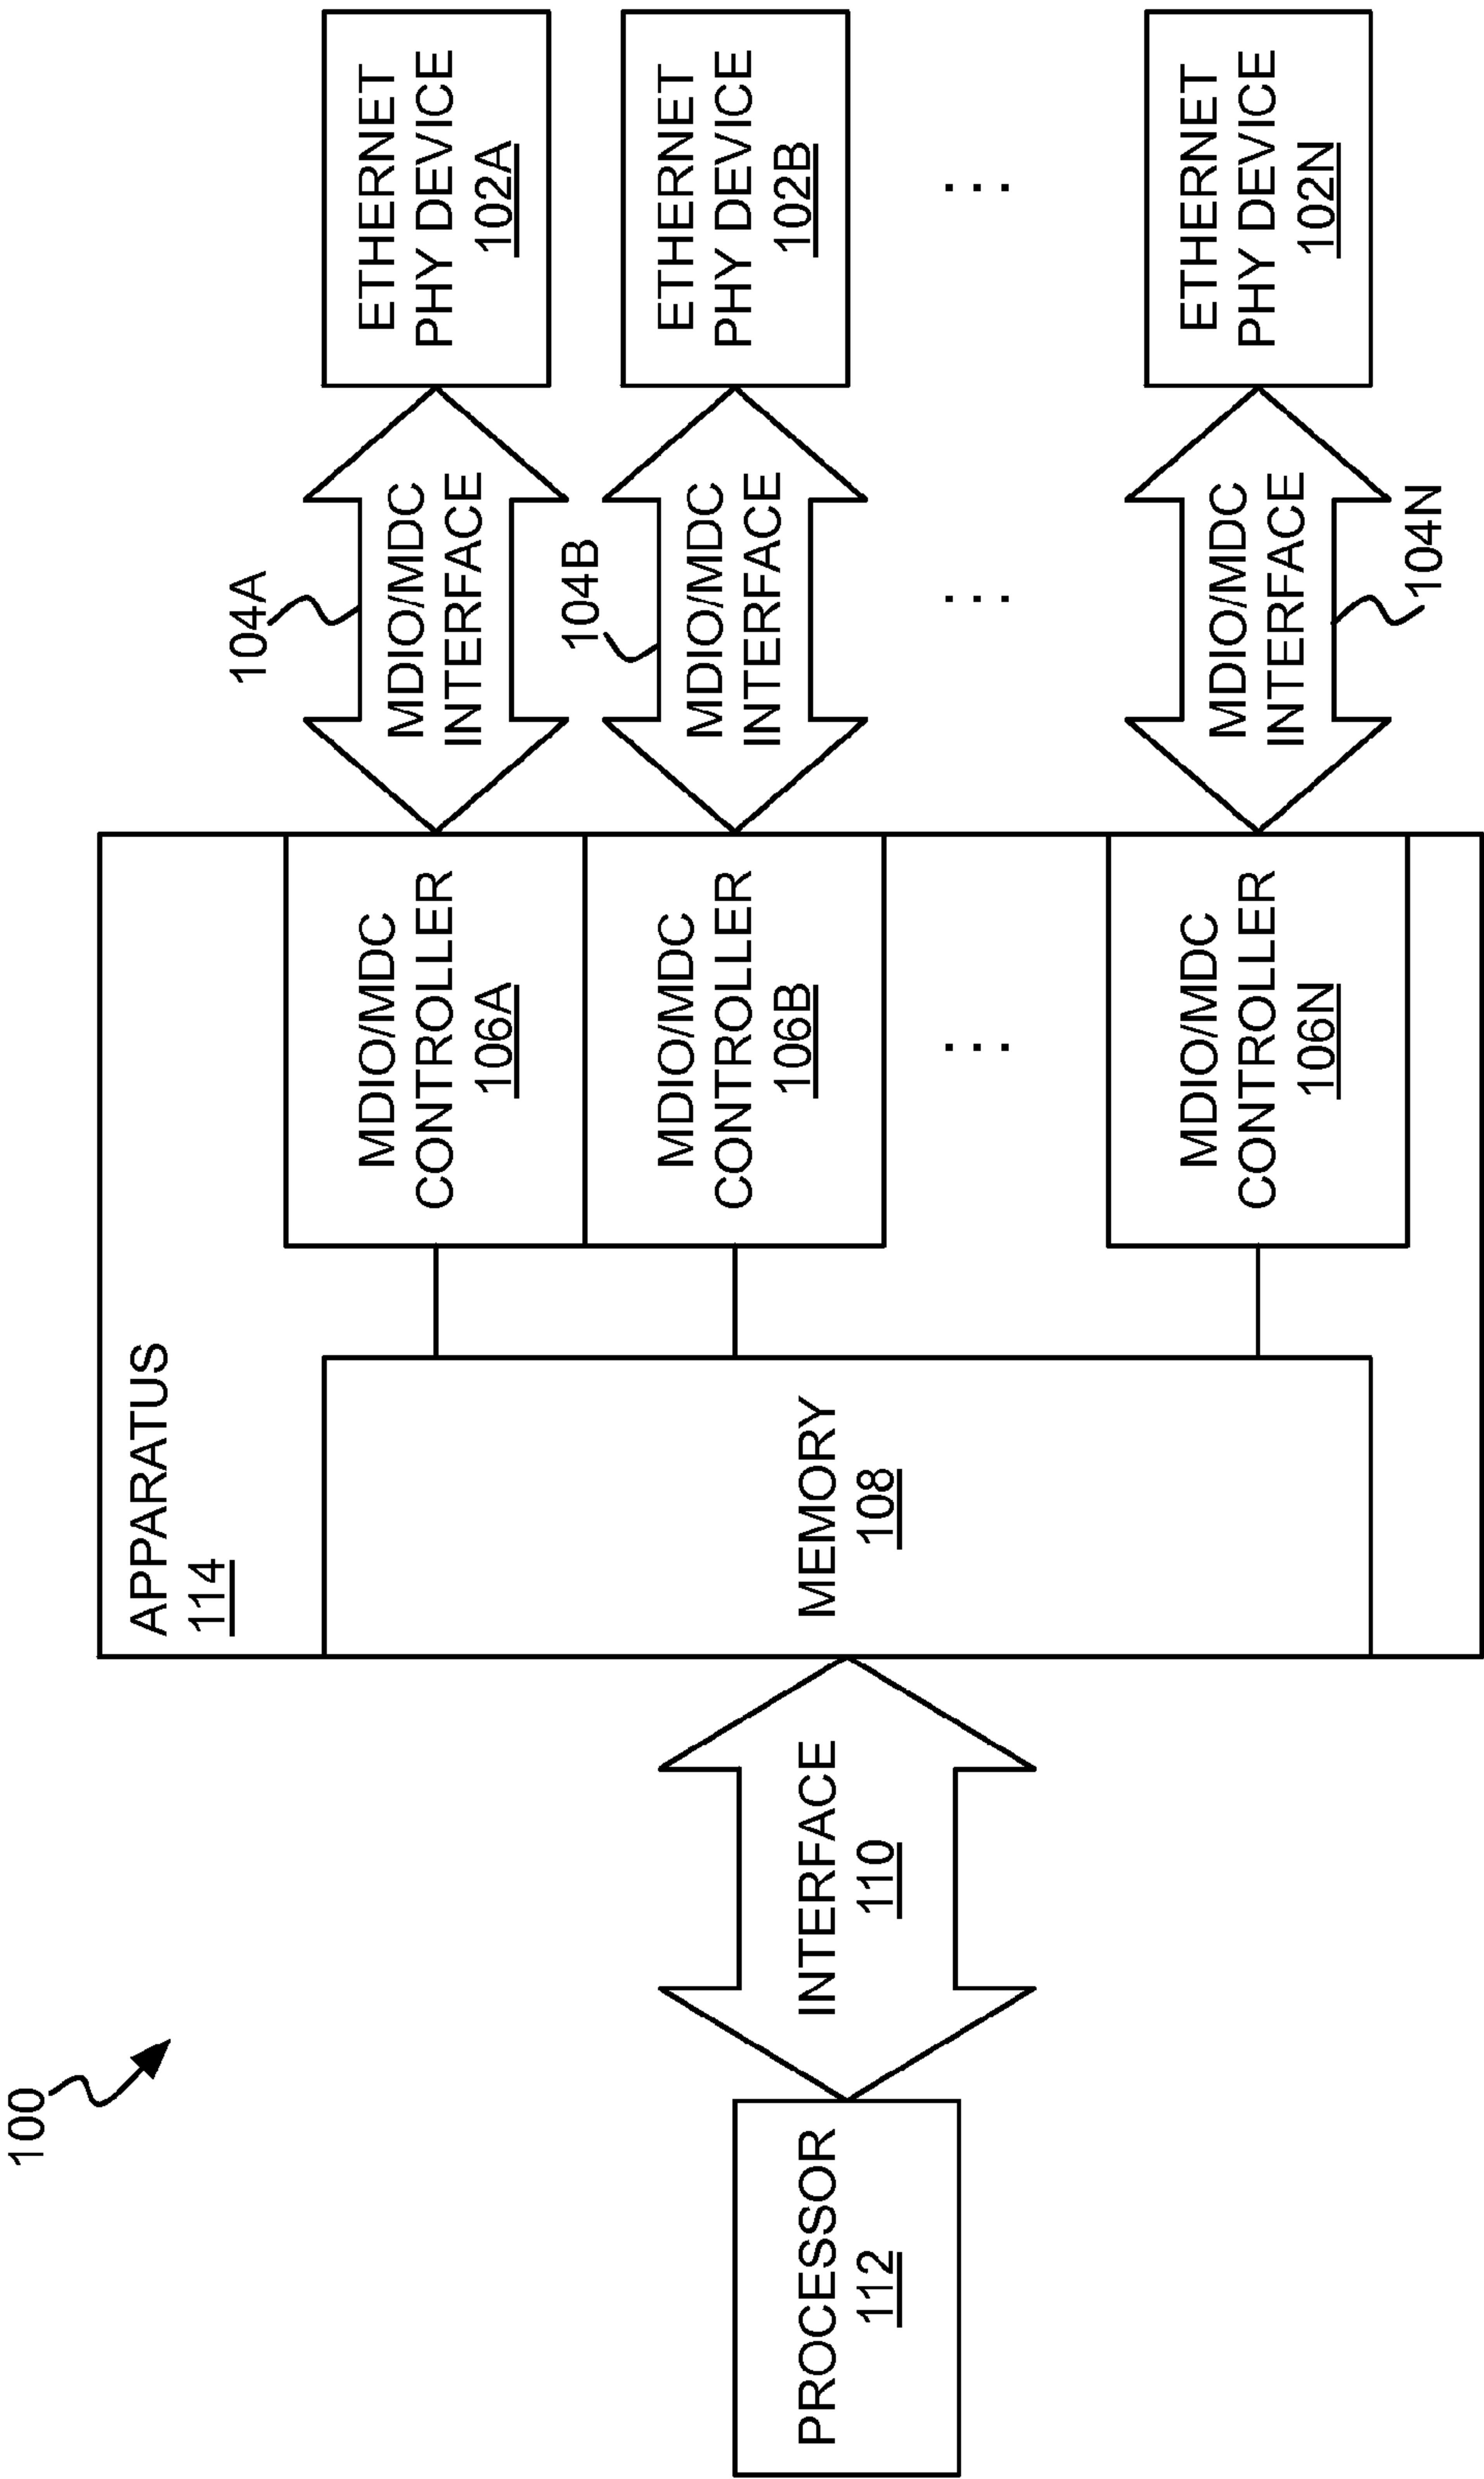 100
APPARATUS
114
PROCESSOR
112
INTERFACE
110
MEMORY
108
MDIO/MDC
CONTROLLER
106A
MDIO/MDC
CONTROLLER
106B
...
MDIO/MDC
CONTROLLER
106N
104A
MDIO/MDC
INTERFACE
104B
MDIO/MDC
INTERFACE
...
MDIO/MDC
INTERFACE
104N
ETHERNET
PHY DEVICE
102A
ETHERNET
PHY DEVICE
102B
...
ETHERNET
PHY DEVICE
102N